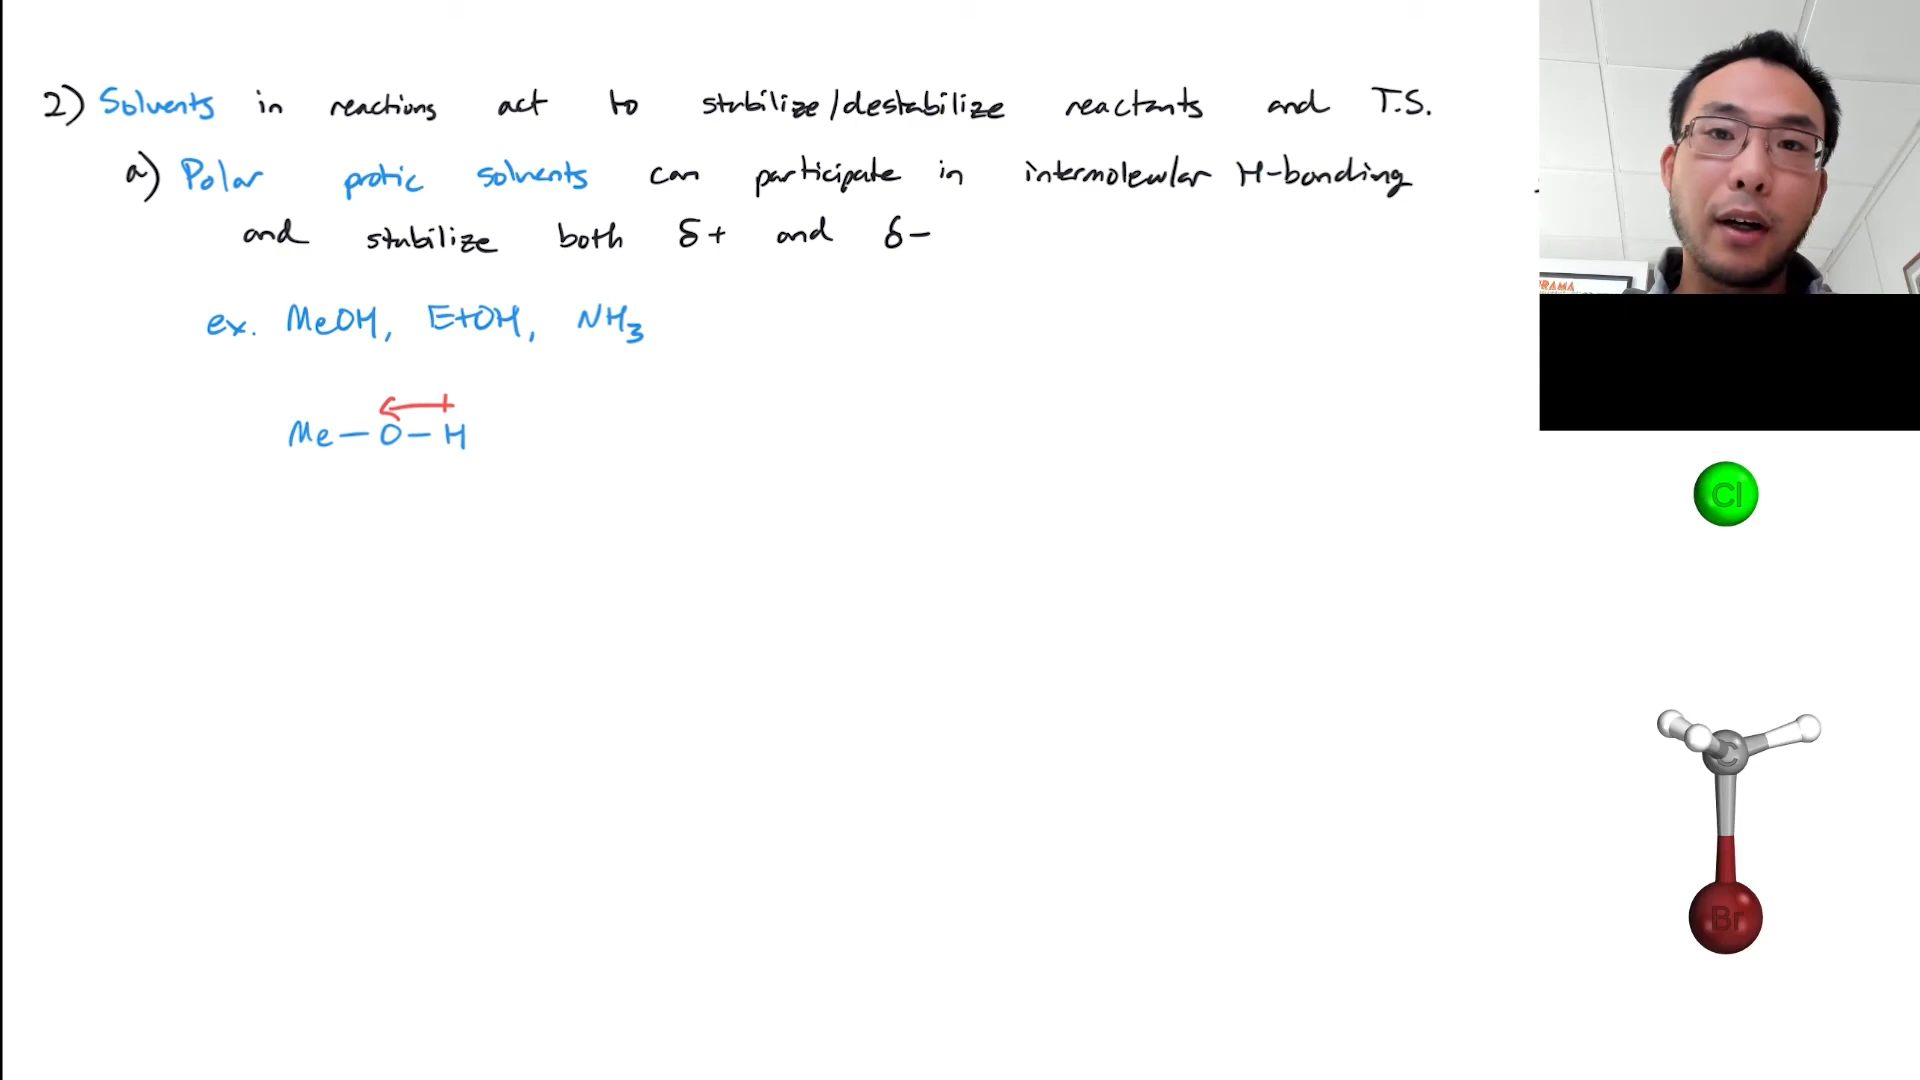 2) Solvents in reactions act to stabilize/destabilize reactants and T.S.
a) Polar protic solvents can participate in intermolecular H-bonding
and stabilize both δ+ and δ-
ex. MeOH, EtOH, NH3
Me-O-H
Cl
C
Br